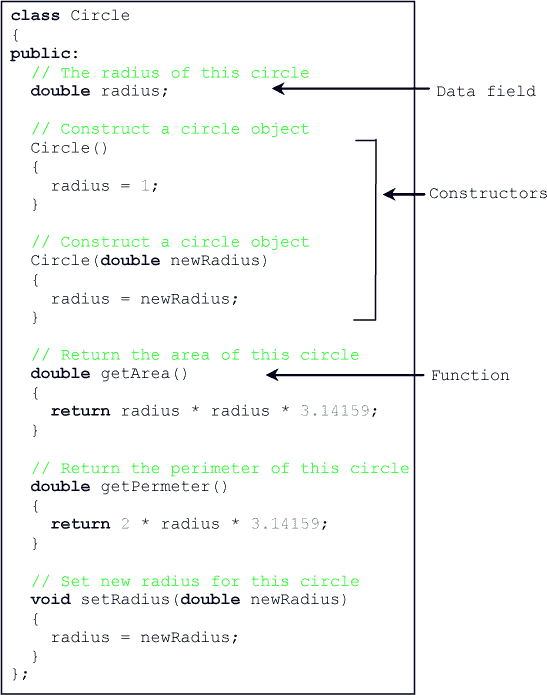 class Circle
{
public:
// The radius of this circle
double radius;
Data field
// Construct a circle object
Circle()
{
radius = 1;
}
Constructors
// Construct a circle object
Circle(double newRadius)
{
radius = newRadius;
}
// Return the area of this circle
double getArea()
Function
{
return radius * radius * 3.14159;
}
// Return the perimeter of this circle
double getPermeter()
{
return 2 * radius * 3.14159;
}
// Set new radius for this circle
void setRadius(double newRadius)
{
radius = newRadius;
}
};